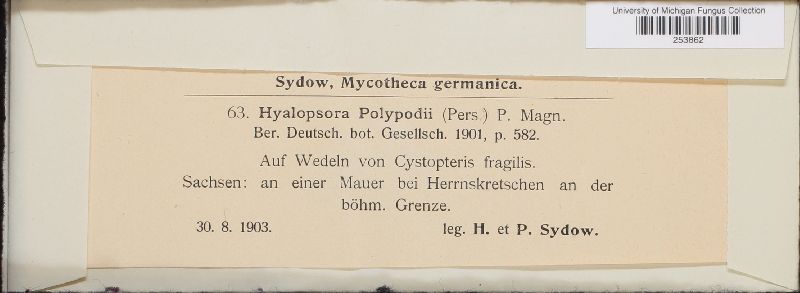 University of Michigan Fungus Collection
253862
Sydow, Mycotheca germanica.
63. Hyalopsora Polypodii (Pers.) P. Magn.
Ber. Deutsch. bot. Gesellsch. 1901, p. 582.
Auf Wedeln von Cystopteris fragilis.
Sachsen: an einer Mauer bei Herrnskretschen an der
böhm. Grenze.
30. 8. 1903. leg. H. et P. Sydow.